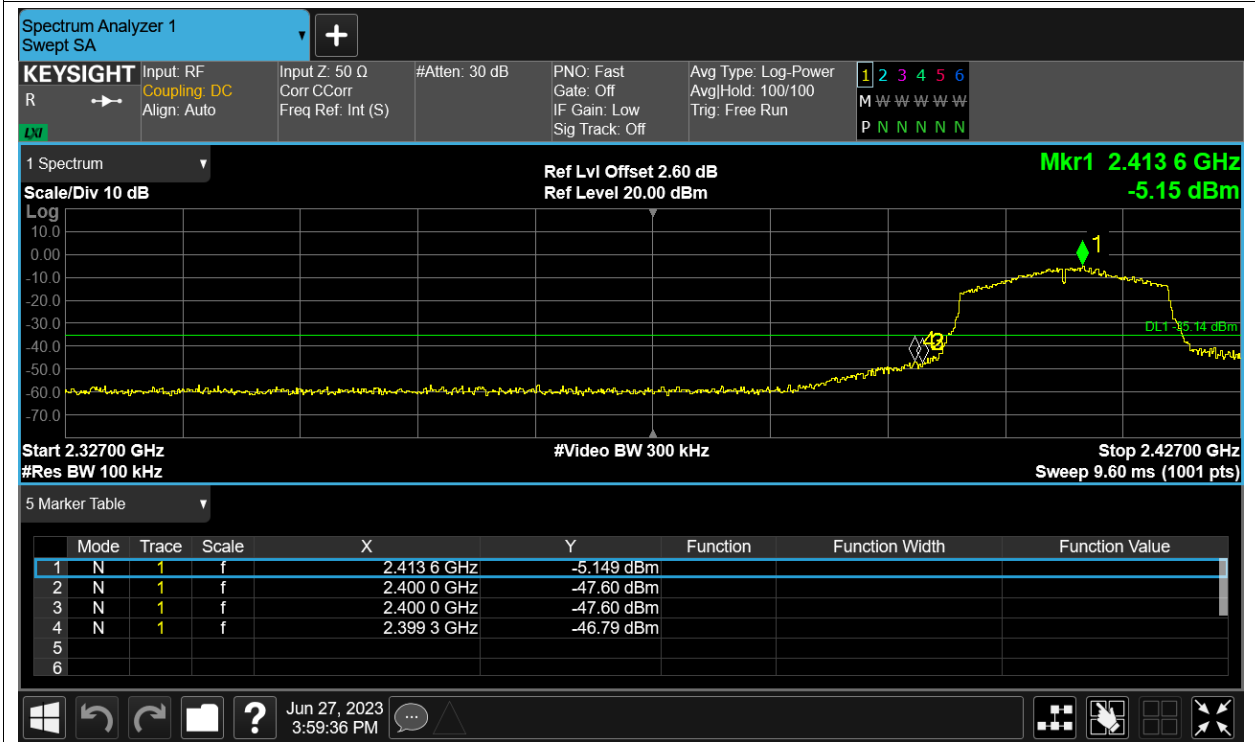 Spectrum Analyzer 1
Swept SA
+
KEYSIGHT Input: RF Input Z: 50 Ω #Atten: 30 dB PNO: Fast Avg Type: Log-Power 1 2 3 4 5 6
R Coupling: DC Corr CCorr Gate: Off Avg|Hold: 100/100 M W W W W W
Align: Auto Freq Ref: Int (S) IF Gain: Low Trig: Free Run
LXI Sig Track: Off P N N N N N
1 Spectrum Ref Lvl Offset 2.60 dB Mkr1 2.413 6 GHz
Scale/Div 10 dB Ref Level 20.00 dBm -5.15 dBm
Log
10.0
0.00 1
-10.0
-20.0
-30.0 DL1 -35.14 dBm
-40.0
-50.0
-60.0
-70.0
Start 2.32700 GHz #Video BW 300 kHz Stop 2.42700 GHz
#Res BW 100 kHz Sweep 9.60 ms (1001 pts)
5 Marker Table
Mode Trace Scale X Y Function Function Width Function Value
1 N 1 f 2.413 6 GHz -5.149 dBm
2 N 1 f 2.400 0 GHz -47.60 dBm
3 N 1 f 2.400 0 GHz -47.60 dBm
4 N 1 f 2.399 3 GHz -46.79 dBm
5
6
? Jun 27, 2023
3:59:36 PM